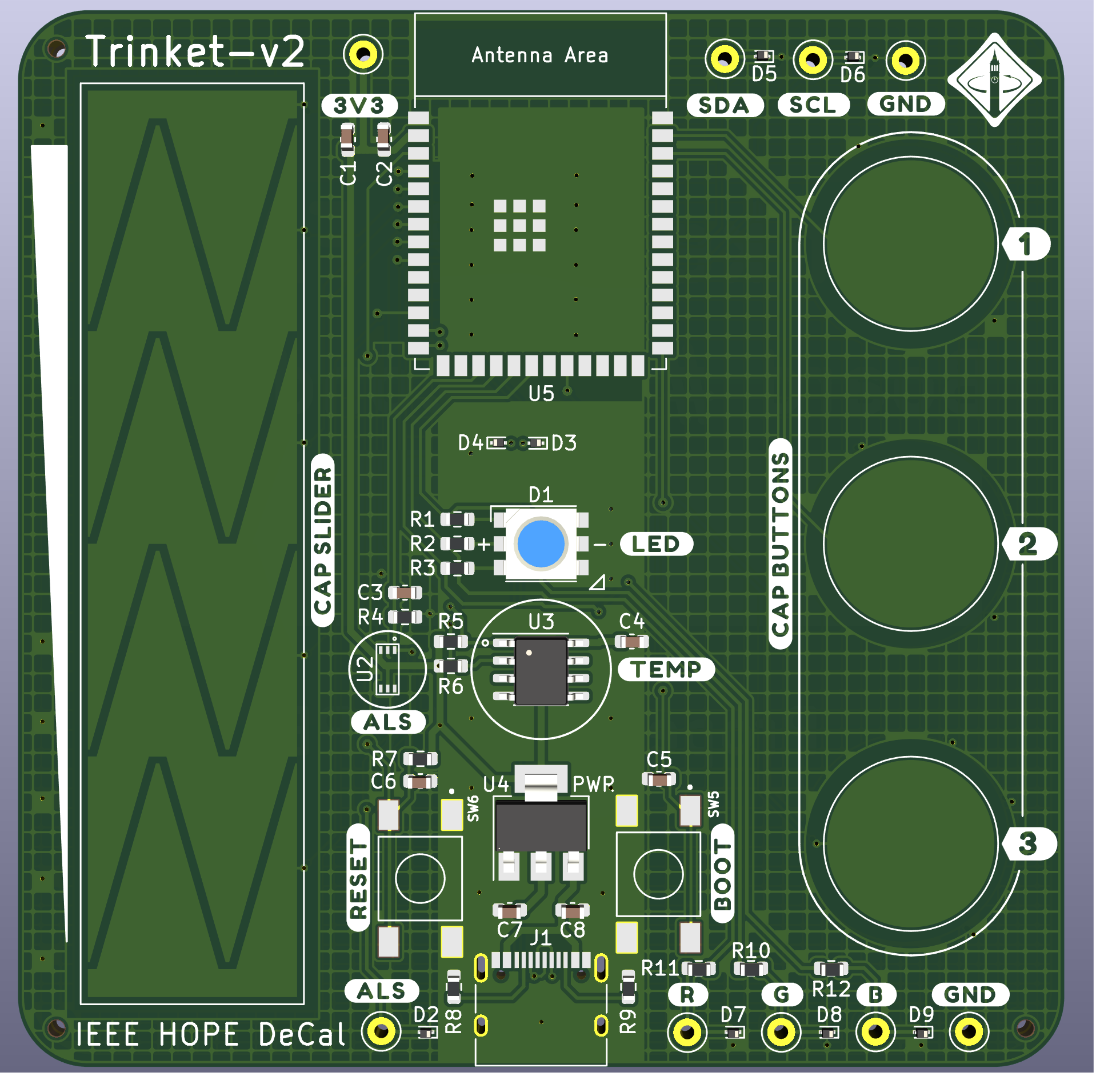 Trinket-v2
Antenna Area
3V3
SDA
D5
SCL
D6
GND
C1
C2
1
U5
D4
D3
D1
R1
R2
R3
+
-
LED
CAP SLIDER
CAP BUTTONS
2
C3
R4
R5
U3
C4
U2
R6
TEMP
ALS
R7
C6
U4
PWR
C5
SW6
SW5
RESET
BOOT
3
C7
C8
J1
R10
R11
R12
ALS
R
G
B
GND
IEEE HOPE DeCal
D2
R8
R9
D7
D8
D9